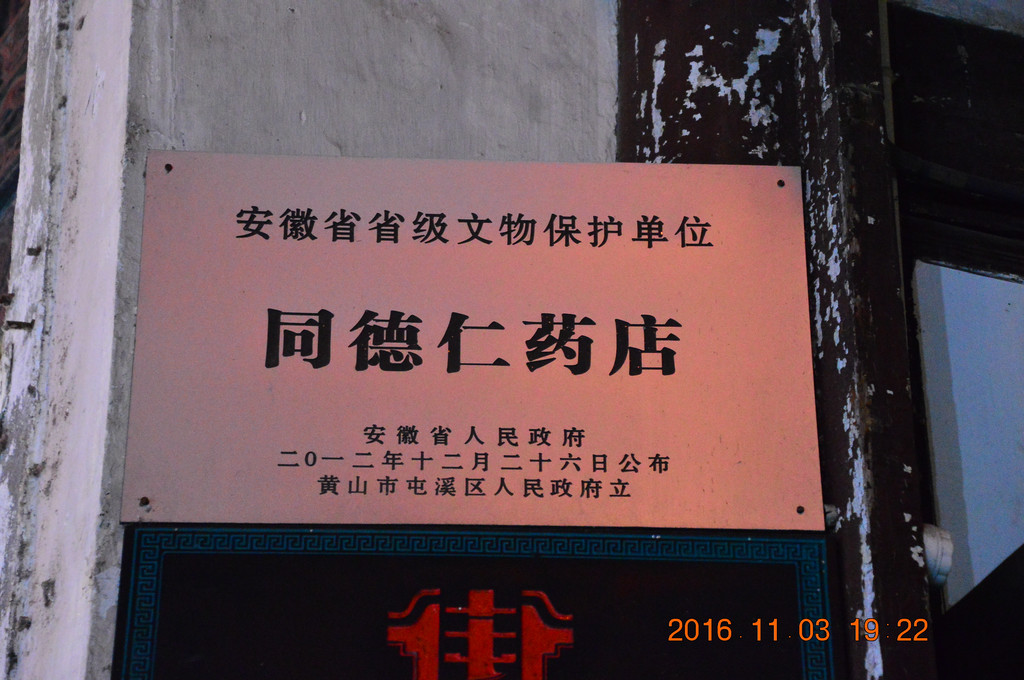 安徽省省级文物保护单位
同德仁药店
安徽省人民政府
二0一二年十二月二十六日公布
黄山市屯溪区人民政府立
2016 11 03 19:22